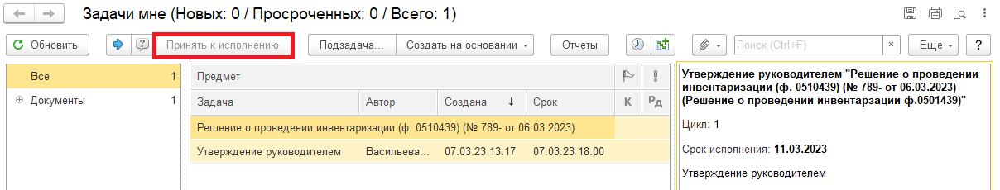 Задачи мне (Новых: 0 / Просроченных: 0 / Всего: 1)
Обновить
?
Принять к исполнению
Подзадача...
Создать на основании
Отчеты
Поиск (Ctrl+F)
×
Еще
?
Все 1
Документы 1
Предмет
Задача Автор Создана ↓ Срок К Рд
Решение о проведении инвентаризации (ф. 0510439) (№ 789- от 06.03.2023)
Утверждение руководителем Васильева... 07.03.23 13:17 07.03.23 18:00
Утверждение руководителем "Решение о проведении
инвентаризации (ф. 0510439) (№ 789- от 06.03.2023)
(Решение о проведении инвентарзации ф.0501439)"
Цикл: 1
Срок исполнения: 11.03.2023
Утверждение руководителем